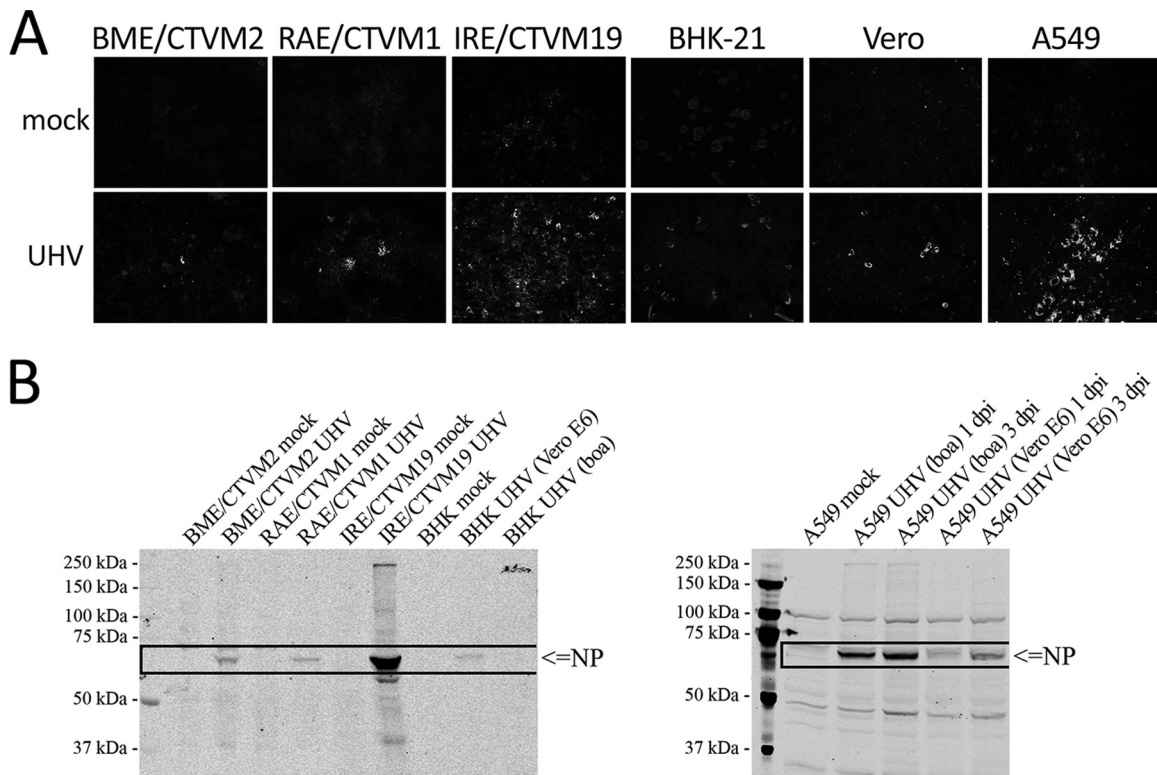 A
BME/CTVM2 RAE/CTVM1 IRE/CTVM19 BHK-21 Vero A549
mock
UHV
B
BME/CTVM2 mock
BME/CTVM2 UHV
RAE/CTVM1 mock
RAE/CTVM1 UHV
IRE/CTVM19 mock
IRE/CTVM19 UHV
BHK mock
BHK UHV (Vero E6)
BHK UHV (boa)
250 kDa -
150 kDa -
100 kDa -
75 kDa -
<=NP
50 kDa -
37 kDa -
A549 mock
A549 UHV (boa) 1 dpi
A549 UHV (boa) 3 dpi
A549 UHV (Vero E6) 1 dpi
A549 UHV (Vero E6) 3 dpi
250 kDa -
150 kDa -
100 kDa -
75 kDa -
<=NP
50 kDa -
37 kDa -